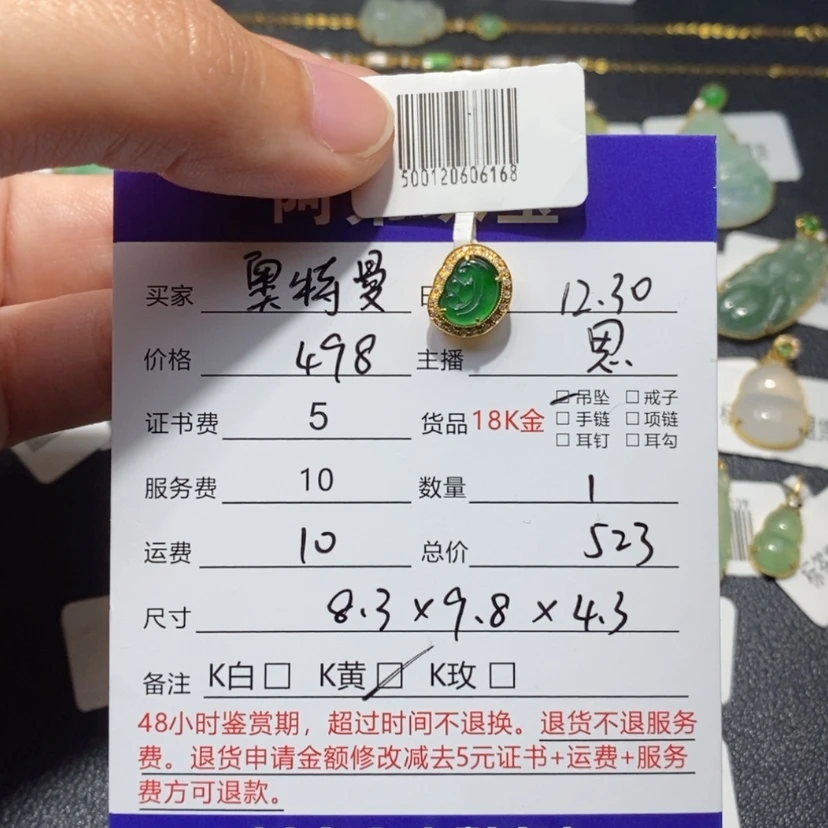 500120606168
买家 奥特曼 日 12.30
价格 498 主播 思.
证书费 5 货品 18K金 ☑吊坠 □戒子
□手链 □项链
□耳钉 □耳勾
服务费 10 数量 1
运费 10 总价 523
尺寸 8.3×9.8×4.3
备注 K白□ K黄☑ K玫□
48小时鉴赏期，超过时间不退换。退货不退服务
费。退货申请金额修改减去5元证书+运费+服务
费方可退款。